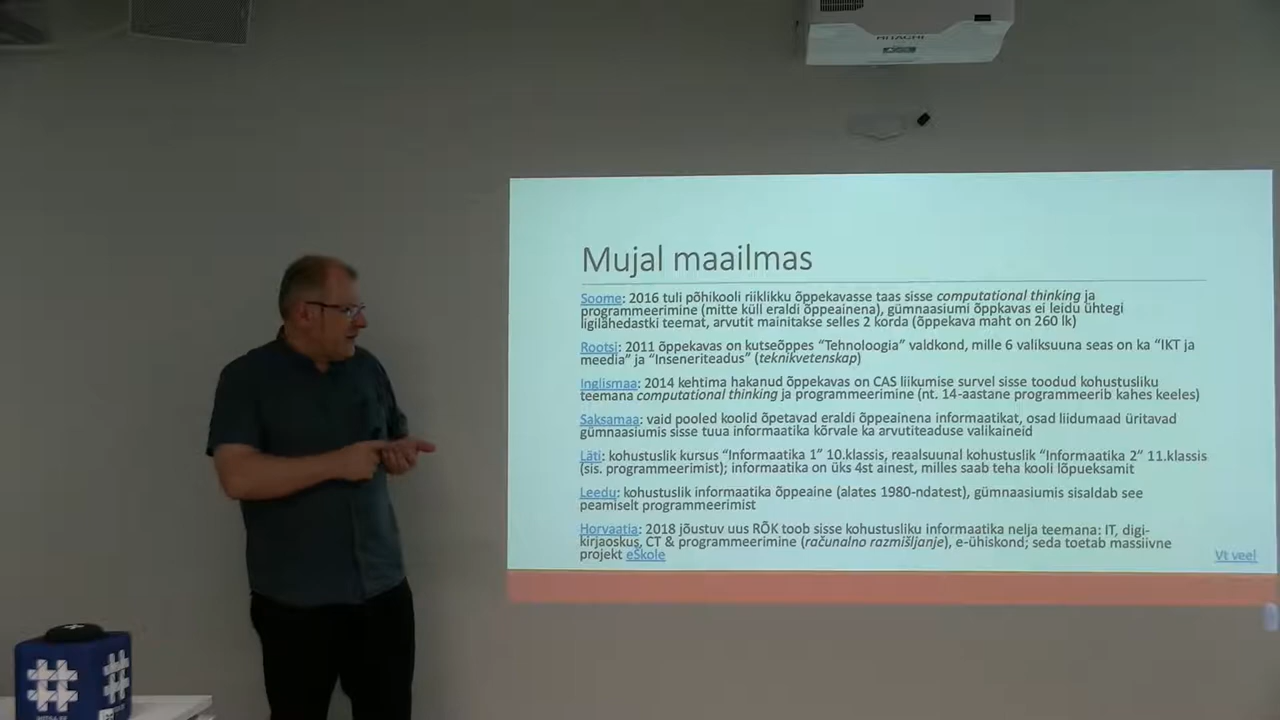 HITACHI
Mujal maailmas
Soome: 2016 tuli põhikooli riiklikku õppekavasse taas sisse computational thinking ja
programmeerimine (mitte küll eraldi õppeainena), gümnaasiumi õppkavas ei leidu ühtegi
ligilähedastki teemat, arvutit mainitakse selles 2 korda (õppekava maht on 260 lk)
Rootsi: 2011 õppekavas on kutseõppes “Tehnoloogia” valdkond, mille 6 valiksuuna seas on ka “IKT ja
meedia” ja “Inseneriteadus” (teknikvetenskap)
Inglismaa: 2014 kehtima hakanud õppekavas on CAS liikumise survel sisse toodud kohustusliku
teemana computational thinking ja programmeerimine (nt. 14-aastane programmeerib kahes keeles)
Saksamaa: vaid pooled koolid õpetavad eraldi õppeainena informaatikat, osad liidumaad üritavad
gümnaasiumis sisse tuua informaatika kõrvale ka arvutiteaduse valikaineid
Läti: kohustuslik kursus “Informaatika 1” 10.klassis, reaalsuunal kohustuslik “Informaatika 2” 11.klassis
(sis. programmeerimist); informaatika on üks 4st ainest, milles saab teha kooli lõpueksamit
Leedu: kohustuslik informaatika õppeaine (alates 1980-ndatest), gümnaasiumis sisaldab see
peamiselt programmeerimist
Horvaatia: 2018 jõustuv uus RÕK toob sisse kohustusliku informaatika nelja teemana: IT, digi-
kirjaoskus, CT & programmeerimine (računalno razmišljanje), e-ühiskond; seda toetab massiivne
projekt eŠkole
Vt veel